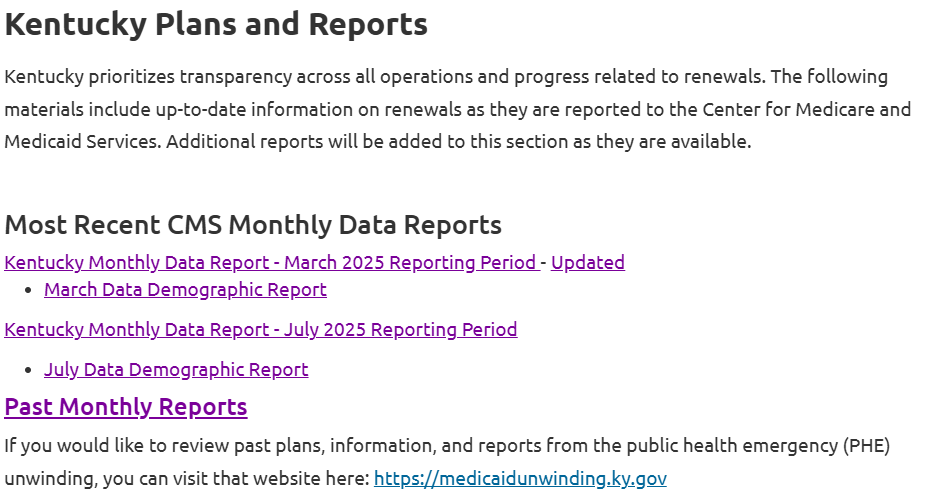 Kentucky Plans and Reports
Kentucky prioritizes transparency across all operations and progress related to renewals. The following
materials include up-to-date information on renewals as they are reported to the Center for Medicare and
Medicaid Services. Additional reports will be added to this section as they are available.
Most Recent CMS Monthly Data Reports
Kentucky Monthly Data Report - March 2025 Reporting Period - Updated
• March Data Demographic Report
Kentucky Monthly Data Report - July 2025 Reporting Period
• July Data Demographic Report
Past Monthly Reports
If you would like to review past plans, information, and reports from the public health emergency (PHE)
unwinding, you can visit that website here: https://medicaidunwinding.ky.gov